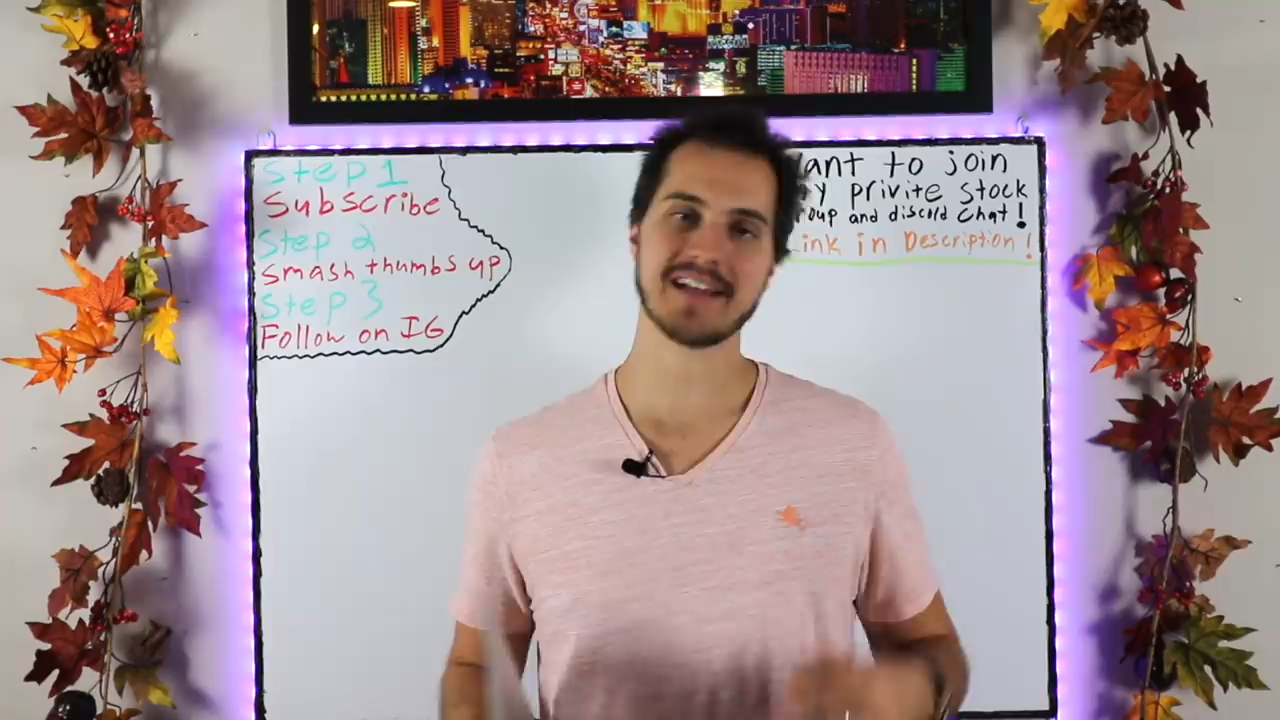 Step 1
Subscribe
Step 2
Smash thumbs up
Step 3
Follow on IG
ant to join
y privite stock
oup and discord chat!
ink in Description!